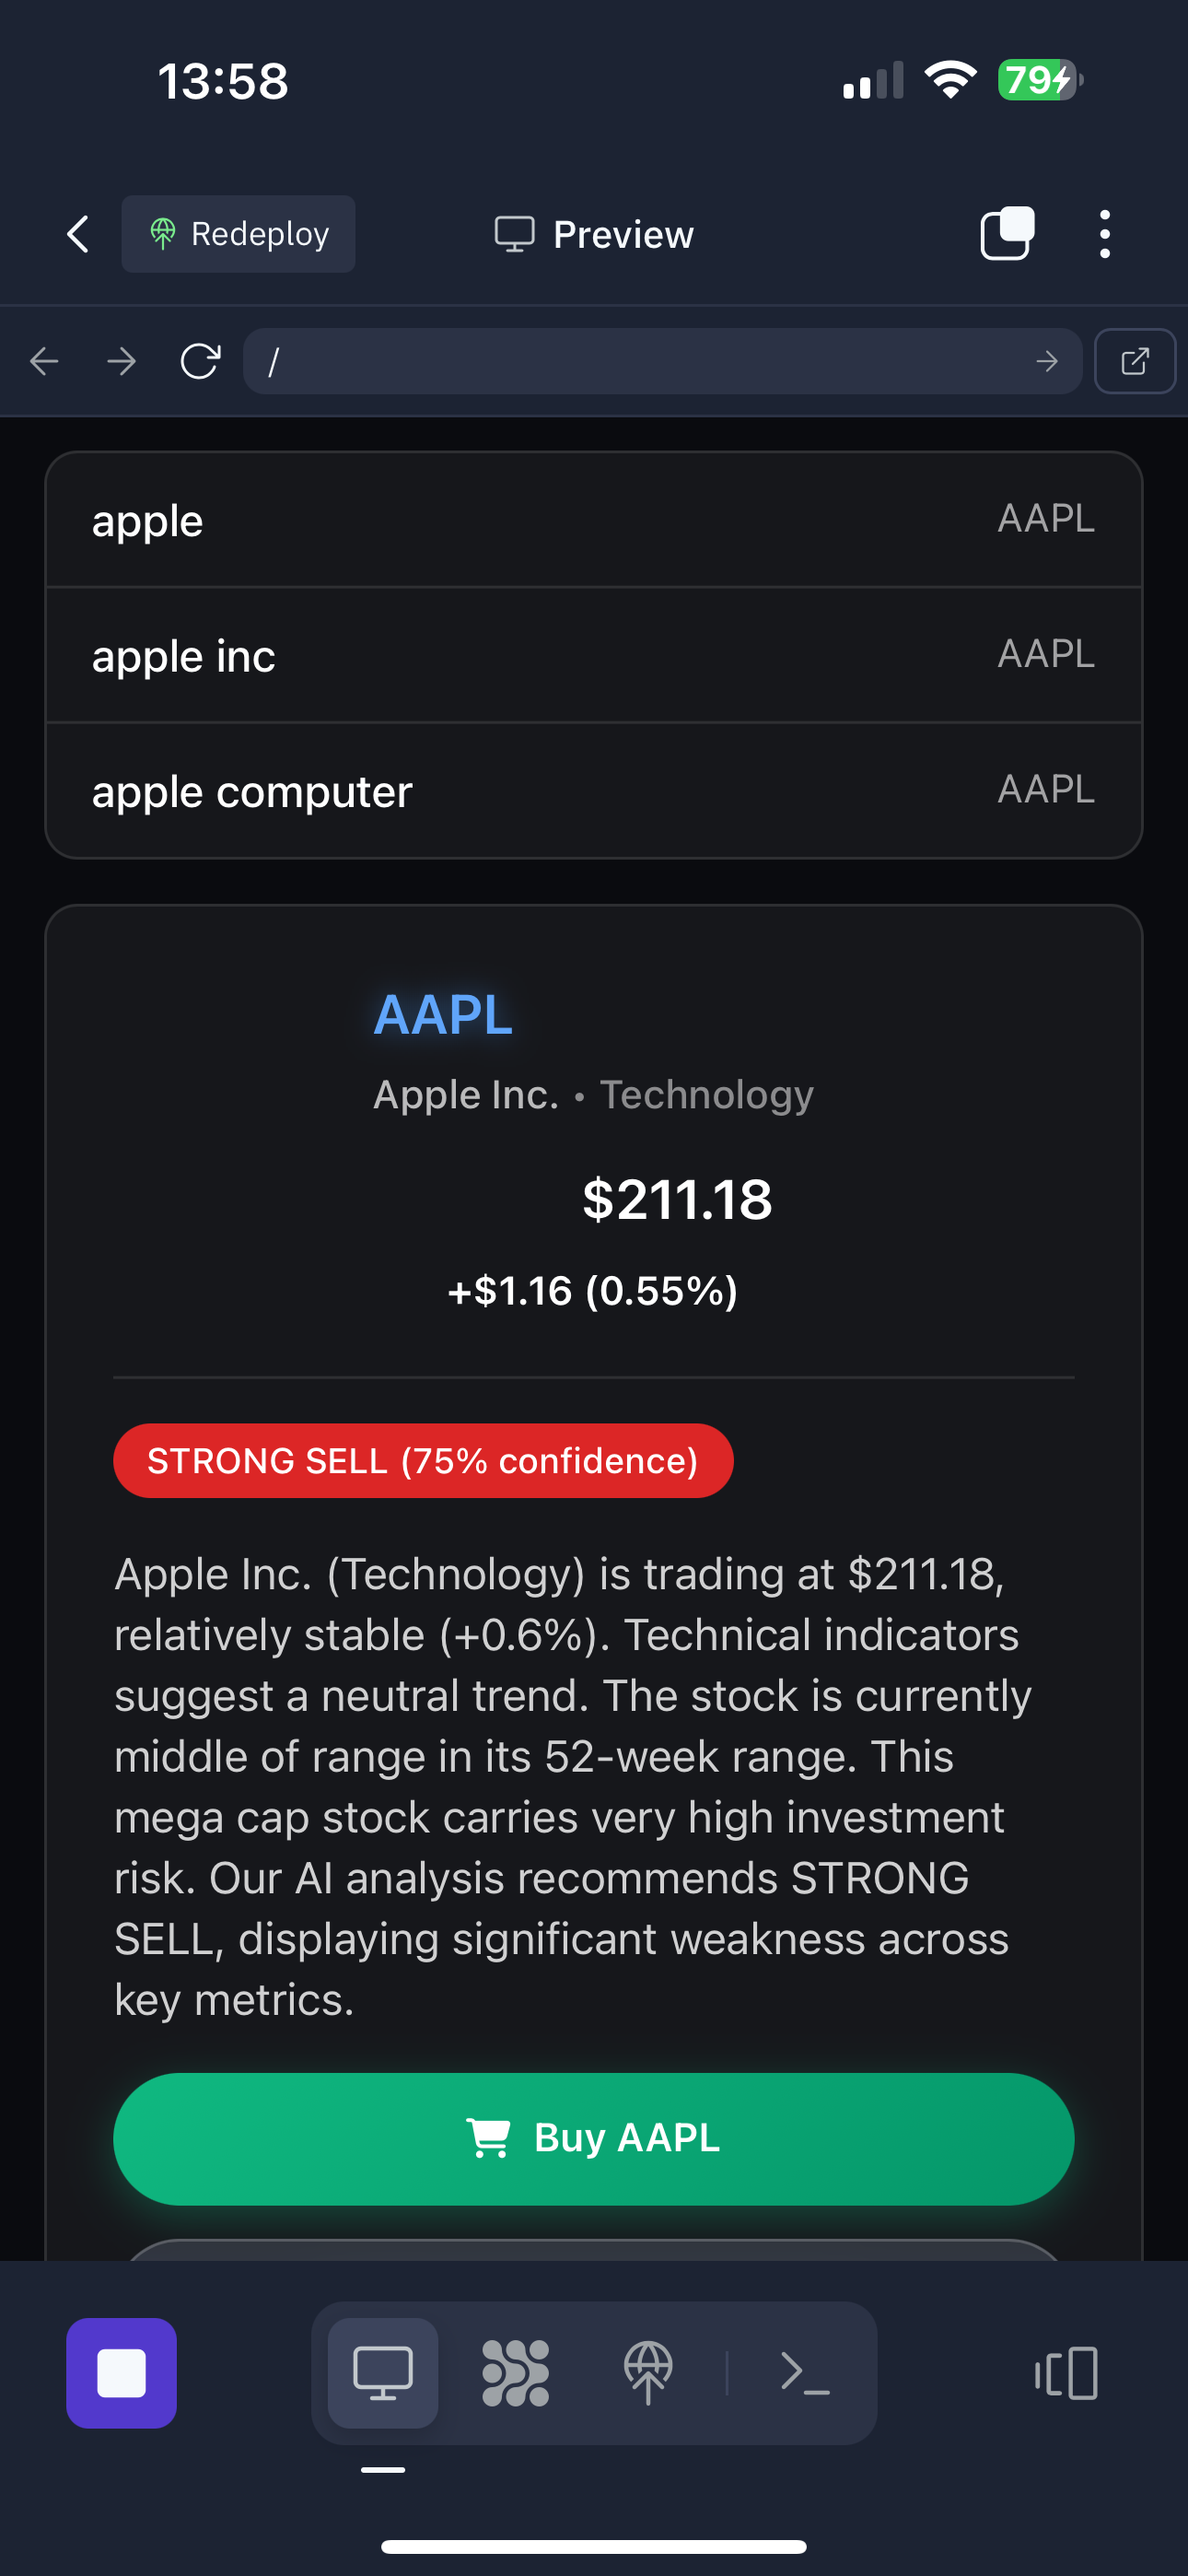 13:58
79
Redeploy
Preview
/
apple AAPL
apple inc AAPL
apple computer AAPL
AAPL
Apple Inc. • Technology
$211.18
+$1.16 (0.55%)
STRONG SELL (75% confidence)
Apple Inc. (Technology) is trading at $211.18,
relatively stable (+0.6%). Technical indicators
suggest a neutral trend. The stock is currently
middle of range in its 52-week range. This
mega cap stock carries very high investment
risk. Our AI analysis recommends STRONG
SELL, displaying significant weakness across
key metrics.
Buy AAPL